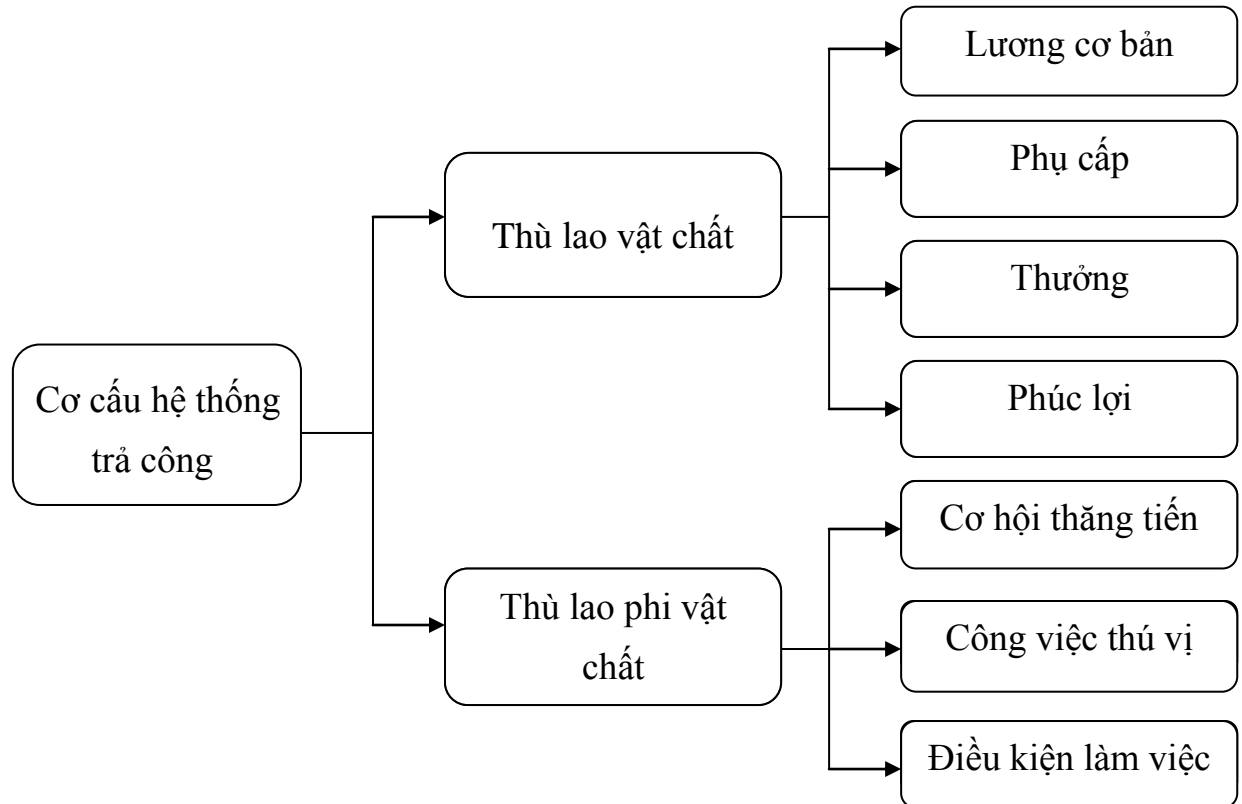 Cơ cấu hệ thống
trả công
Thù lao vật chất
Lương cơ bản
Phụ cấp
Thưởng
Phúc lợi
Thù lao phi vật
chất
Cơ hội thăng tiến
Công việc thú vị
Điều kiện làm việc